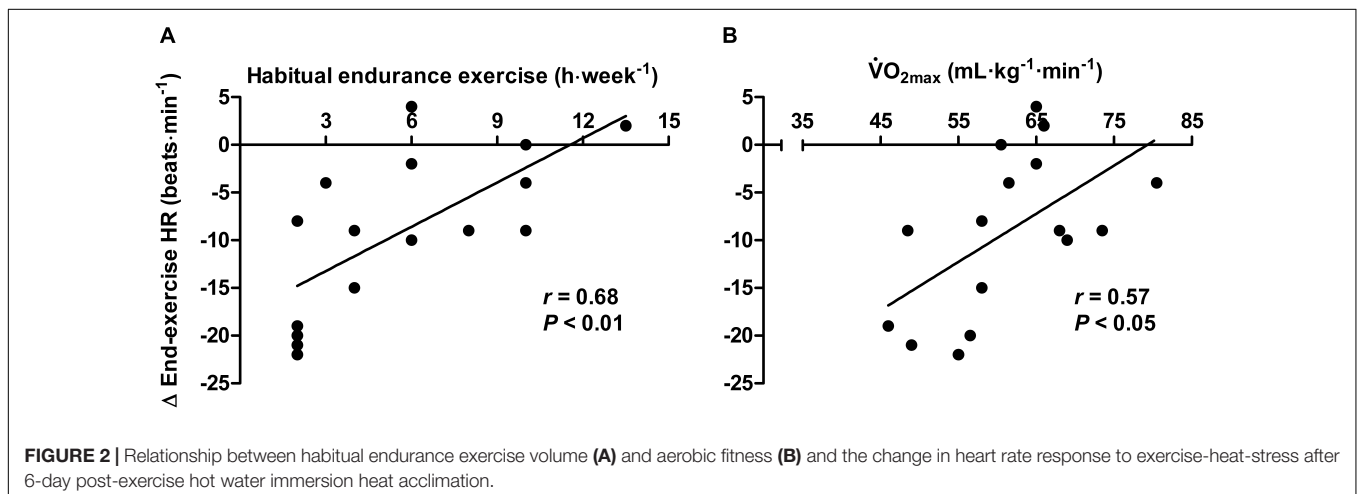 A
B
Habitual endurance exercise (h·week⁻¹)
V̇O₂max (mL·kg⁻¹·min⁻¹)
Δ End-exercise HR (beats·min⁻¹)
5
0
-5
-10
-15
-20
-25
3 6 9 12 15
r = 0.68
P < 0.01
5
0
-5
-10
-15
-20
-25
35 45 55 65 75 85
r = 0.57
P < 0.05
FIGURE 2 | Relationship between habitual endurance exercise volume (A) and aerobic fitness (B) and the change in heart rate response to exercise-heat-stress after
6-day post-exercise hot water immersion heat acclimation.